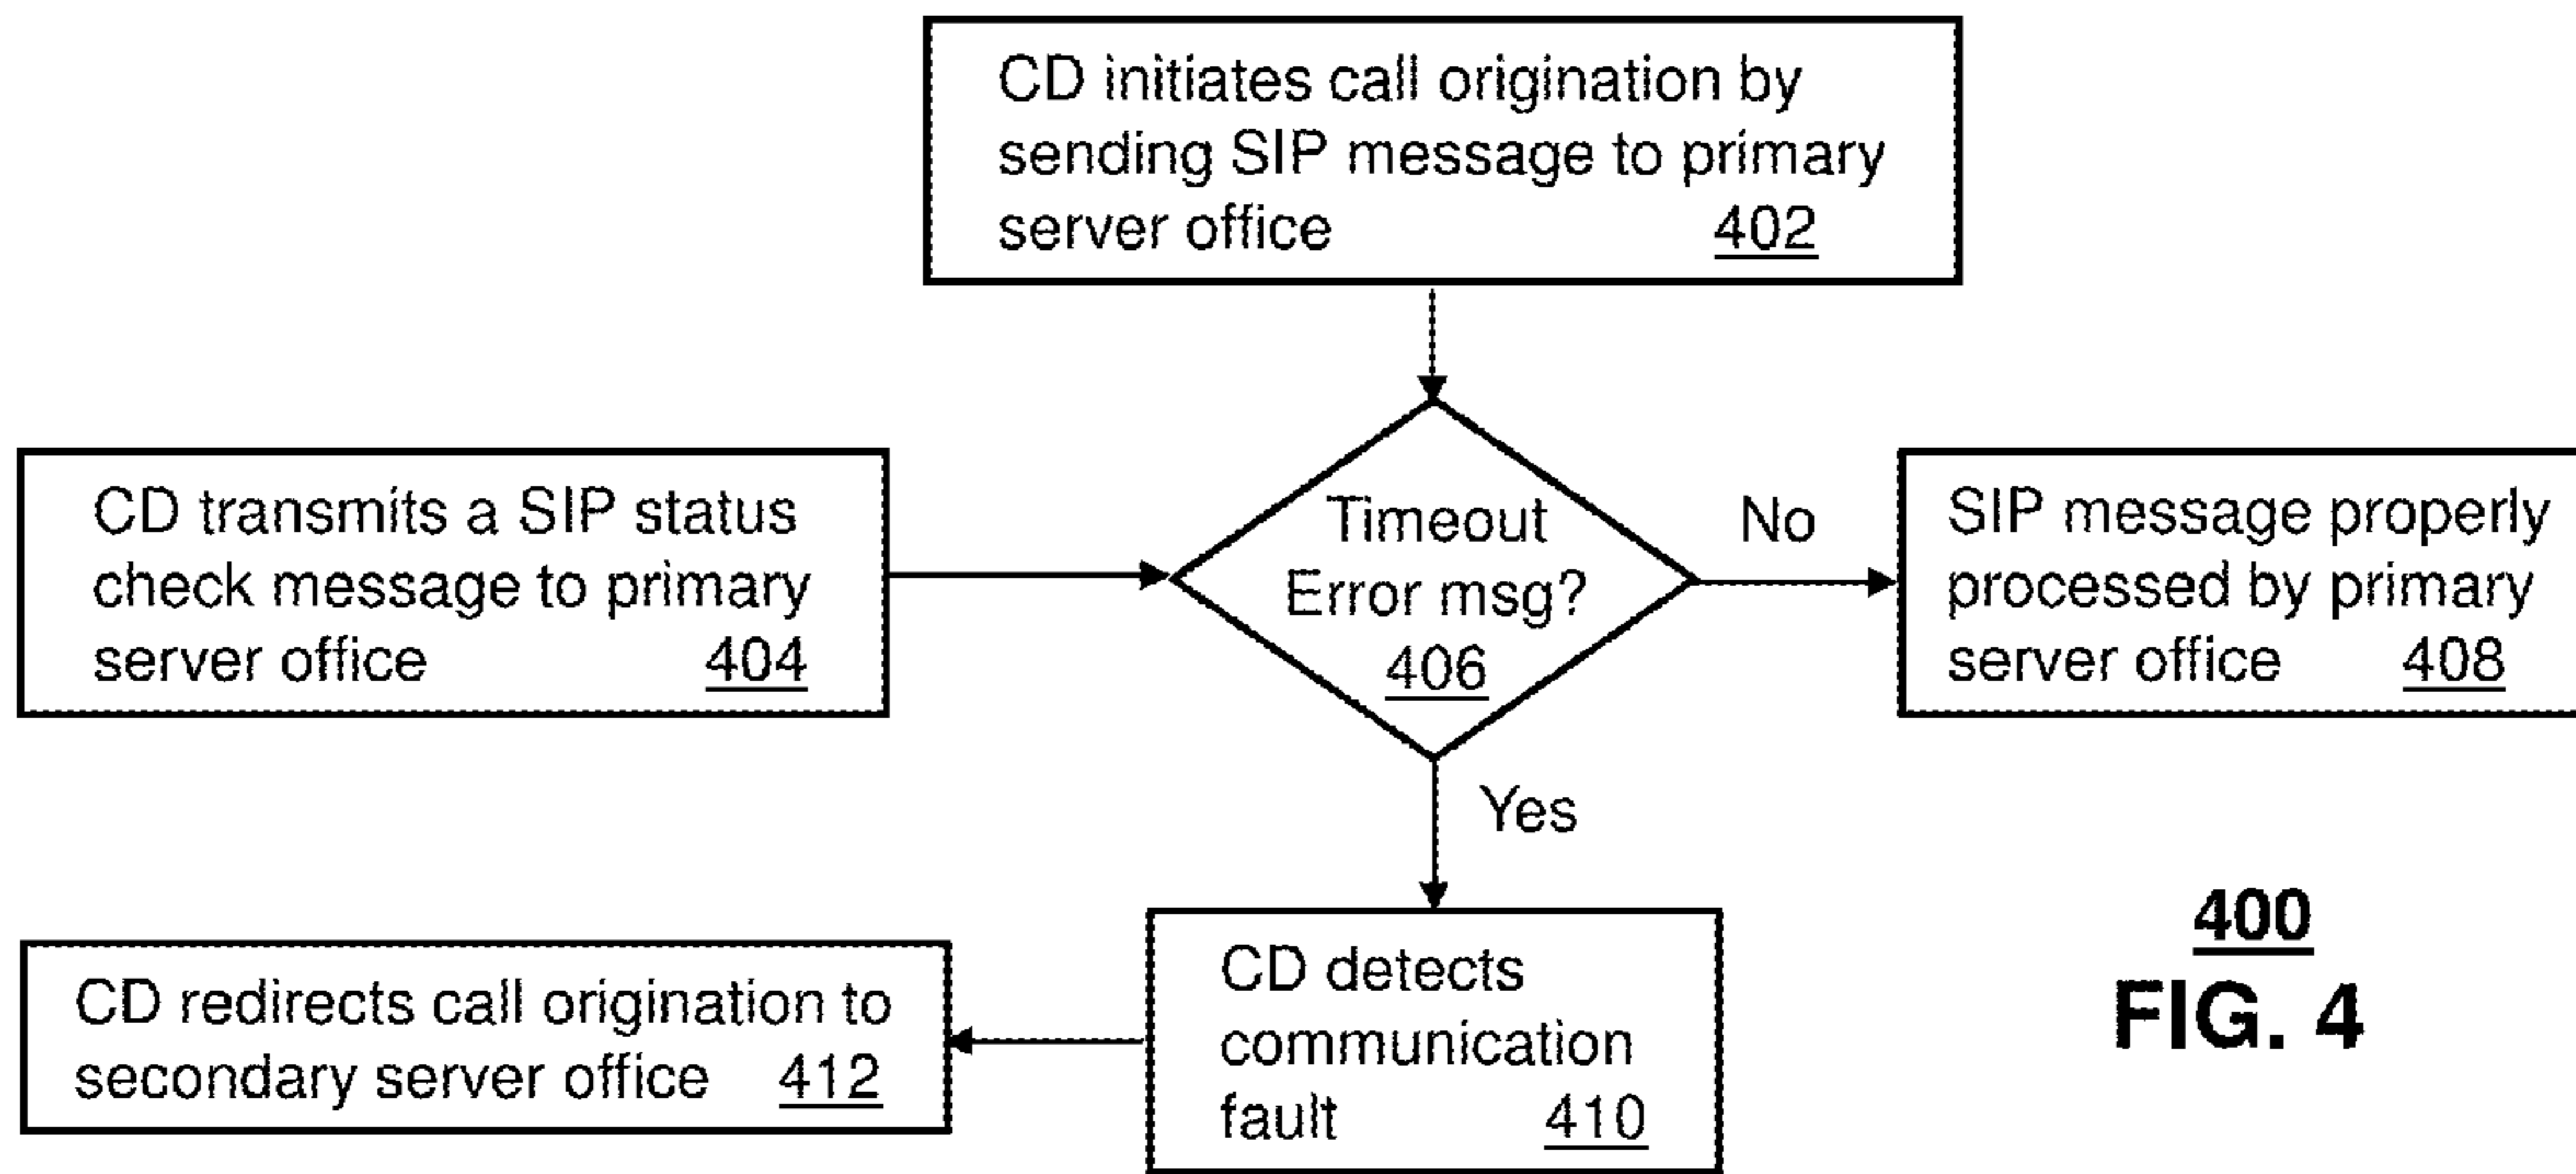 CD initiates call origination by
sending SIP message to primary
server office 402
CD transmits a SIP status
check message to primary
server office 404
Timeout
Error msg?
406
No
SIP message properly
processed by primary
server office 408
Yes
CD detects
communication
fault 410
CD redirects call origination to
secondary server office 412
400
FIG. 4